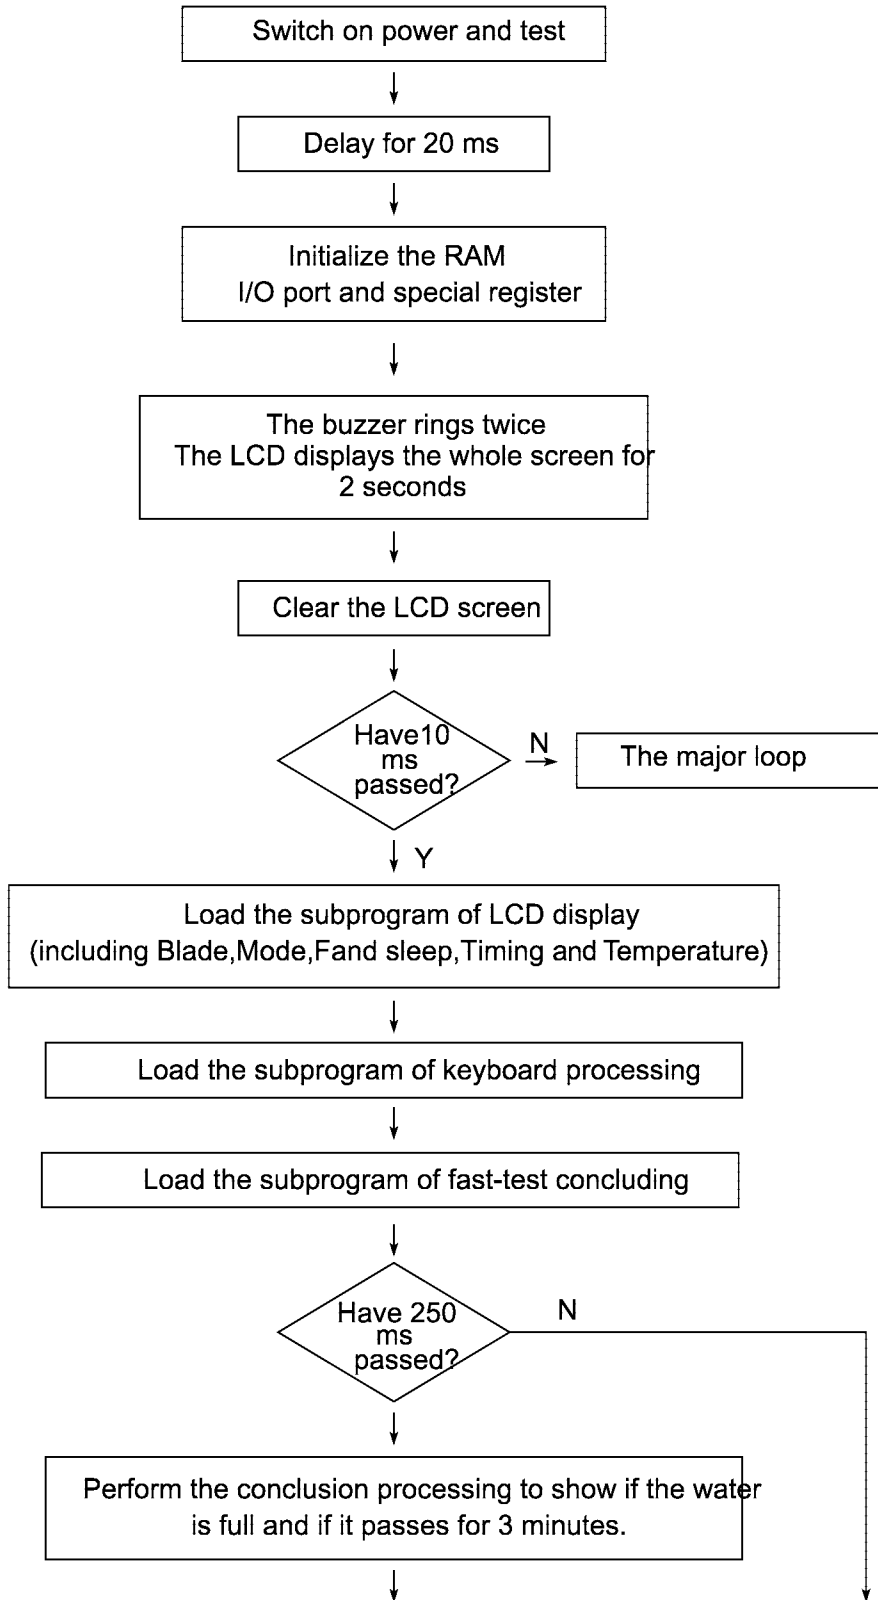 Switch on power and test
Delay for 20 ms
Initialize the RAM
I/O port and special register
The buzzer rings twice
The LCD displays the whole screen for
2 seconds
Clear the LCD screen
Have10
ms
passed?
N
The major loop
Y
Load the subprogram of LCD display
(including Blade,Mode,Fand sleep,Timing and Temperature)
Load the subprogram of keyboard processing
Load the subprogram of fast-test concluding
Have 250
ms
passed?
N
Perform the conclusion processing to show if the water
is full and if it passes for 3 minutes.